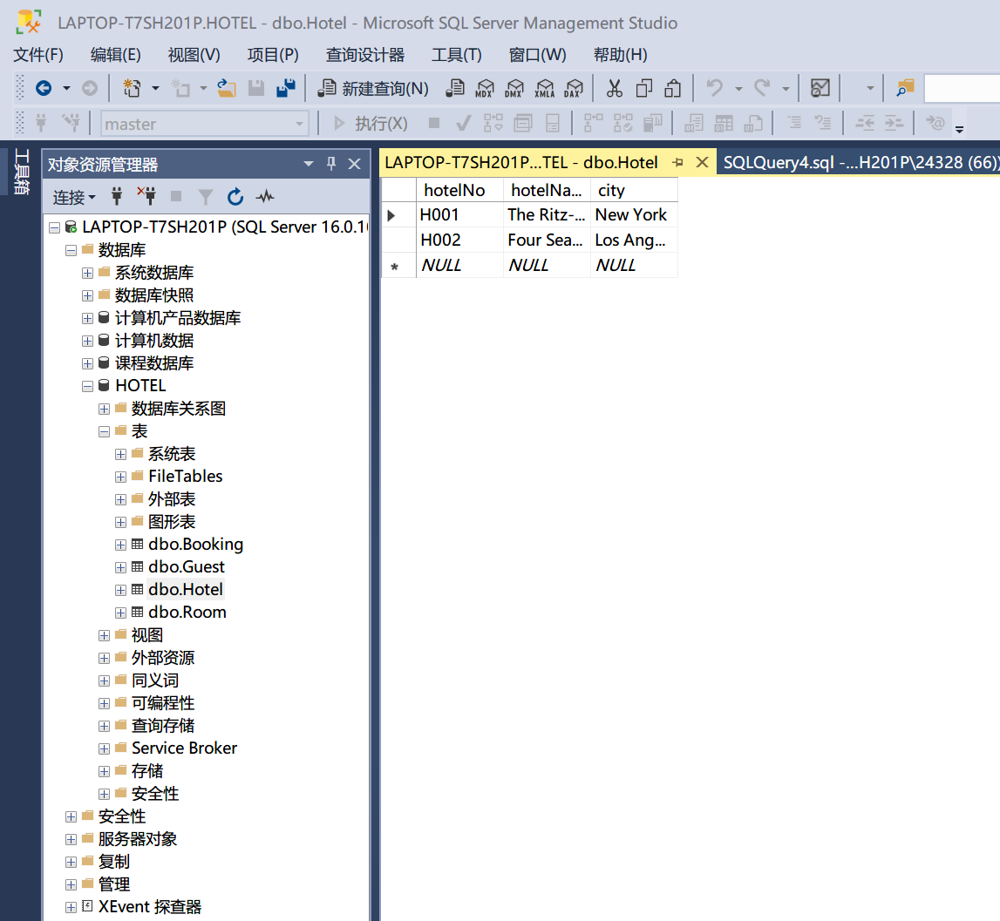 LAPTOP-T7SH201P.HOTEL - dbo.Hotel - Microsoft SQL Server Management Studio
文件(F) 编辑(E) 视图(V) 项目(P) 查询设计器 工具(T) 窗口(W) 帮助(H)
新建查询(N) MDX DMX XMLA DAX
master 执行(X)
工具箱
对象资源管理器
连接
LAPTOP-T7SH201P (SQL Server 16.0.10
数据库
系统数据库
数据库快照
计算机产品数据库
计算机数据
课程数据库
HOTEL
数据库关系图
表
系统表
FileTables
外部表
图形表
dbo.Booking
dbo.Guest
dbo.Hotel
dbo.Room
视图
外部资源
同义词
可编程性
查询存储
Service Broker
存储
安全性
安全性
服务器对象
复制
管理
XEvent 探查器
LAPTOP-T7SH201P...TEL - dbo.Hotel SQLQuery4.sql -...H201P\24328 (66))
hotelNo hotelNa... city
H001 The Ritz-... New York
H002 Four Sea... Los Ang...
* NULL NULL NULL